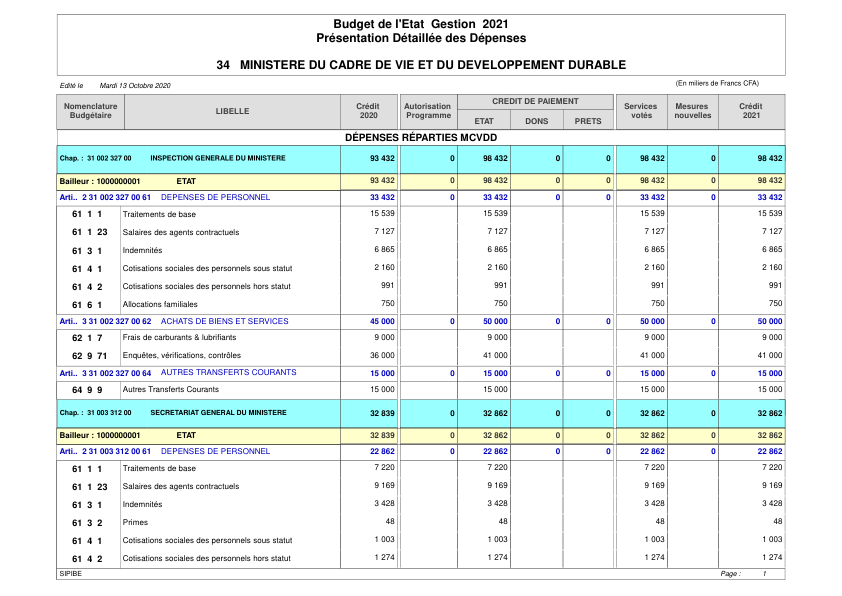 Budget de l'Etat Gestion 2021
Présentation Détaillée des Dépenses
34 MINISTERE DU CADRE DE VIE ET DU DEVELOPPEMENT DURABLE
Edité le Mardi 13 Octobre 2020 (En miliers de Francs CFA)
Nomenclature Budgétaire LIBELLE Crédit 2020 Autorisation Programme CREDIT DE PAIEMENT ETAT DONS PRETS Services votés Mesures nouvelles Crédit 2021
DÉPENSES RÉPARTIES MCVDD
Chap. : 31 002 327 00 INSPECTION GENERALE DU MINISTERE 93 432 0 98 432 0 0 98 432 0 98 432
Bailleur : 1000000001 ETAT 93 432 0 98 432 0 0 98 432 0 98 432
Arti.. 2 31 002 327 00 61 DEPENSES DE PERSONNEL 33 432 0 33 432 0 0 33 432 0 33 432
61 1 1 Traitements de base 15 539 15 539 15 539 15 539
61 1 23 Salaires des agents contractuels 7 127 7 127 7 127 7 127
61 3 1 Indemnités 6 865 6 865 6 865 6 865
61 4 1 Cotisations sociales des personnels sous statut 2 160 2 160 2 160 2 160
61 4 2 Cotisations sociales des personnels hors statut 991 991 991 991
61 6 1 Allocations familiales 750 750 750 750
Arti.. 3 31 002 327 00 62 ACHATS DE BIENS ET SERVICES 45 000 0 50 000 0 0 50 000 0 50 000
62 1 7 Frais de carburants & lubrifiants 9 000 9 000 9 000 9 000
62 9 71 Enquêtes, vérifications, contrôles 36 000 41 000 41 000 41 000
Arti.. 3 31 002 327 00 64 AUTRES TRANSFERTS COURANTS 15 000 0 15 000 0 0 15 000 0 15 000
64 9 9 Autres Transferts Courants 15 000 15 000 15 000 15 000
Chap. : 31 003 312 00 SECRETARIAT GENERAL DU MINISTERE 32 839 0 32 862 0 0 32 862 0 32 862
Bailleur : 1000000001 ETAT 32 839 0 32 862 0 0 32 862 0 32 862
Arti.. 2 31 003 312 00 61 DEPENSES DE PERSONNEL 22 862 0 22 862 0 0 22 862 0 22 862
61 1 1 Traitements de base 7 220 7 220 7 220 7 220
61 1 23 Salaires des agents contractuels 9 169 9 169 9 169 9 169
61 3 1 Indemnités 3 428 3 428 3 428 3 428
61 3 2 Primes 48 48 48 48
61 4 1 Cotisations sociales des personnels sous statut 1 003 1 003 1 003 1 003
61 4 2 Cotisations sociales des personnels hors statut 1 274 1 274 1 274 1 274
SIPIBE Page : 1